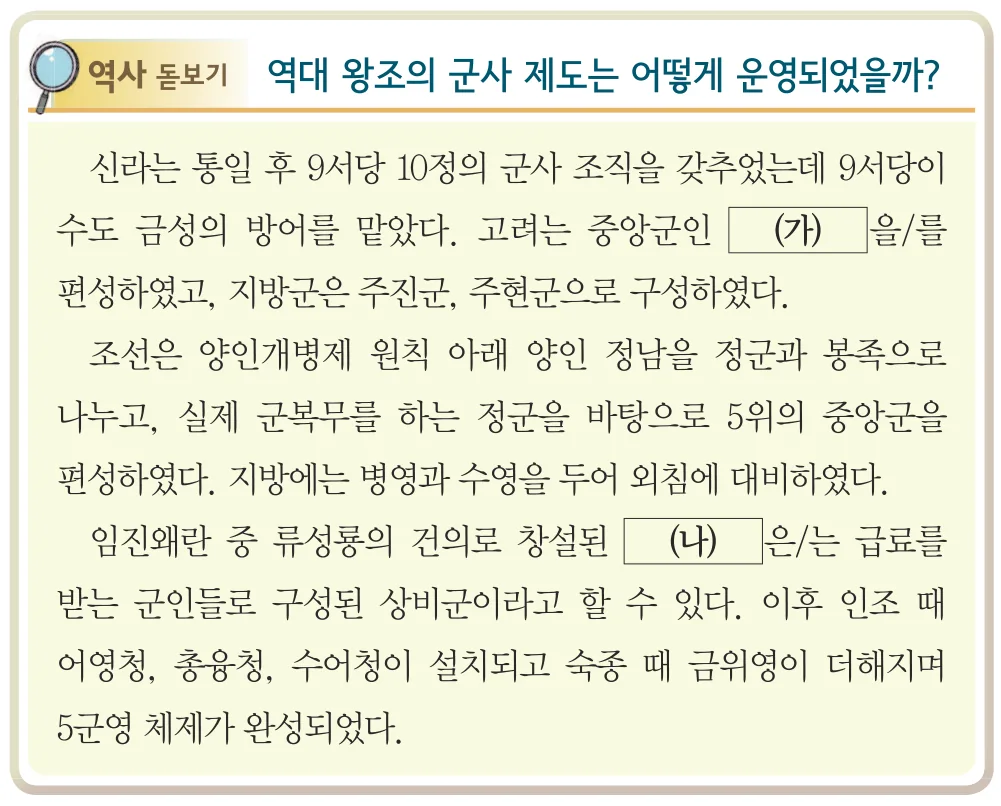 역사 돋보기 역대 왕조의 군사 제도는 어떻게 운영되었을까?
신라는 통일 후 9서당 10정의 군사 조직을 갖추었는데 9서당이
수도 금성의 방어를 맡았다. 고려는 중앙군인 (가) 을/를
편성하였고, 지방군은 주진군, 주현군으로 구성하였다.
조선은 양인개병제 원칙 아래 양인 정남을 정군과 봉족으로
나누고, 실제 군복무를 하는 정군을 바탕으로 5위의 중앙군을
편성하였다. 지방에는 병영과 수영을 두어 외침에 대비하였다.
임진왜란 중 류성룡의 건의로 창설된 (나) 은/는 급료를
받는 군인들로 구성된 상비군이라고 할 수 있다. 이후 인조 때
어영청, 총융청, 수어청이 설치되고 숙종 때 금위영이 더해지며
5군영 체제가 완성되었다.